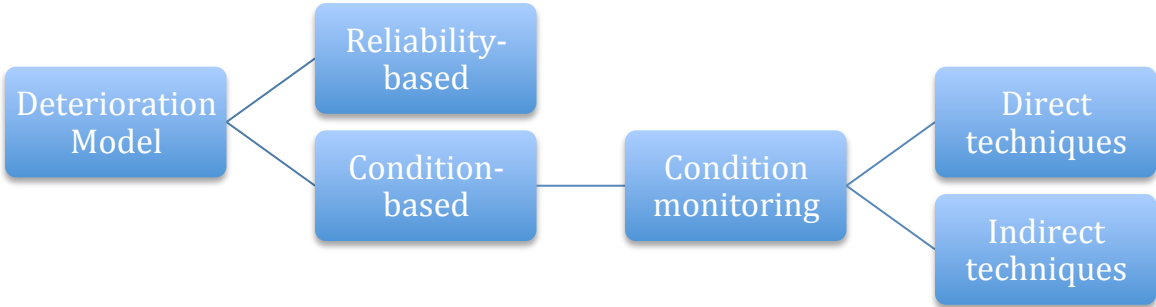 Deterioration
Model
Reliability-
based
Condition-
based
Condition
monitoring
Direct
techniques
Indirect
techniques